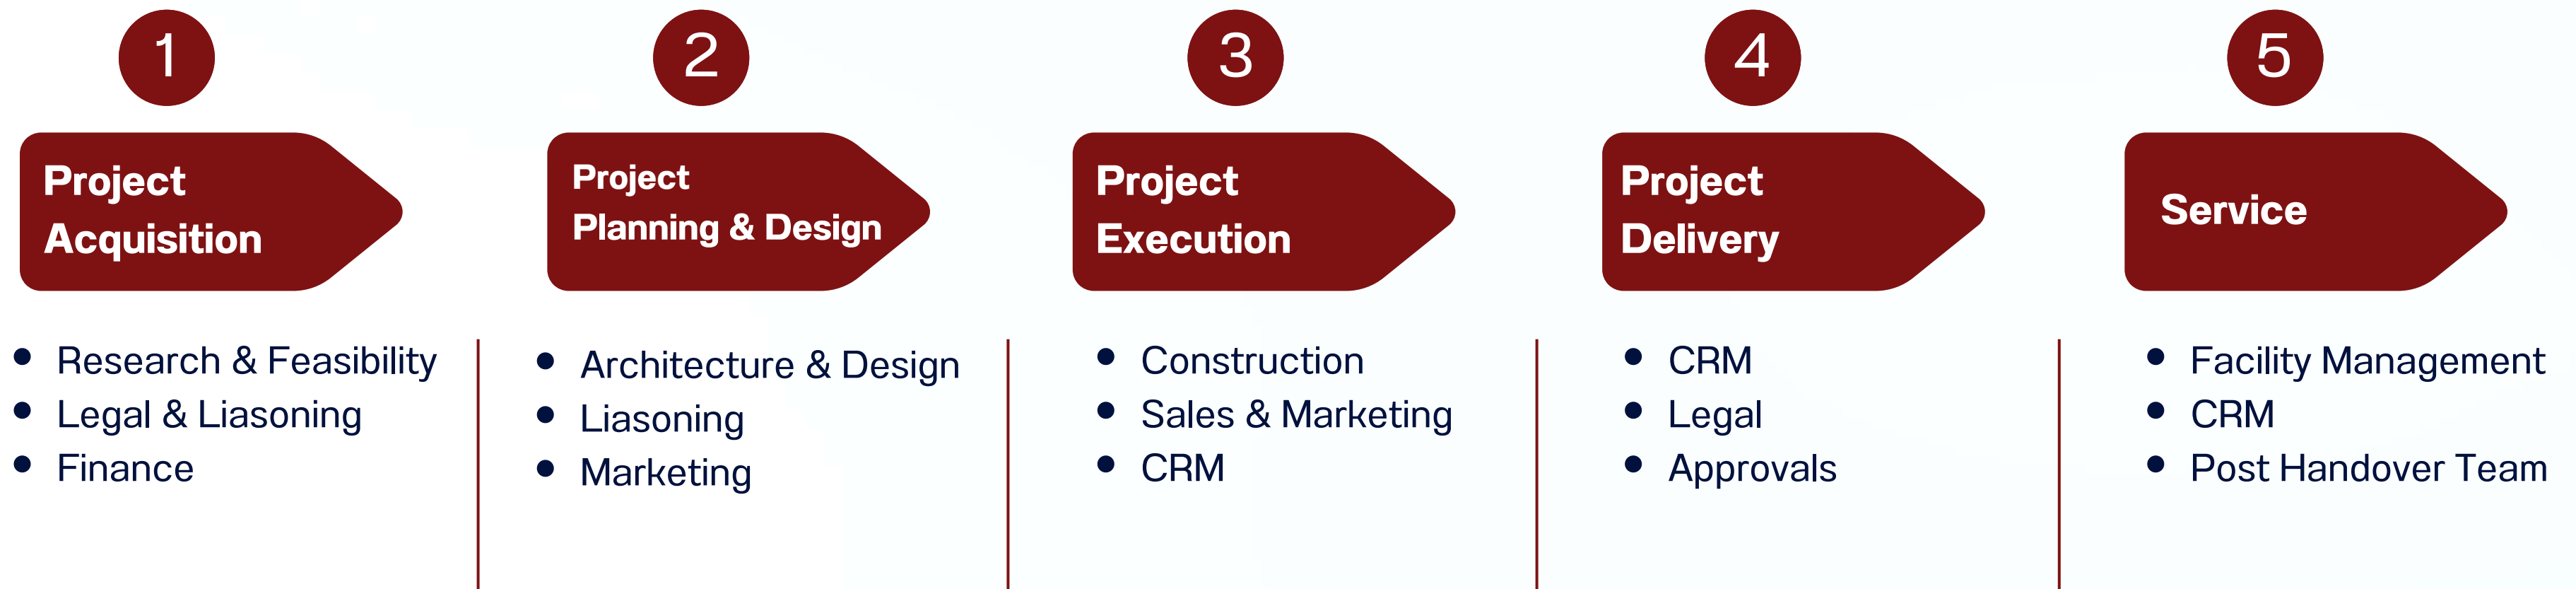 1
Project
Acquisition
• Research & Feasibility
• Legal & Liasoning
• Finance
2
Project
Planning & Design
• Architecture & Design
• Liasoning
• Marketing
3
Project
Execution
• Construction
• Sales & Marketing
• CRM
4
Project
Delivery
• CRM
• Legal
• Approvals
5
Service
• Facility Management
• CRM
• Post Handover Team